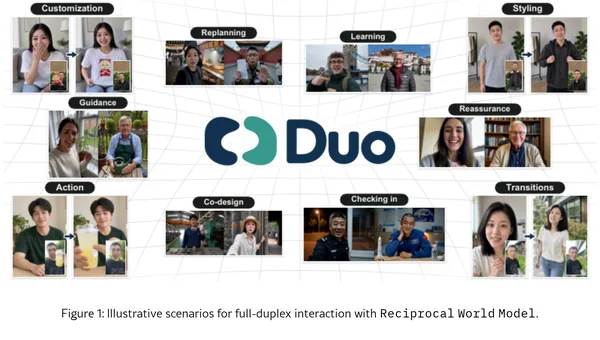 Customization
Styling
Replanning
Learning
Guidance
Reassurance
Duo
Action
Co-design
Checking in
Transitions
Figure 1: Illustrative scenarios for full-duplex interaction with Reciprocal World Model.